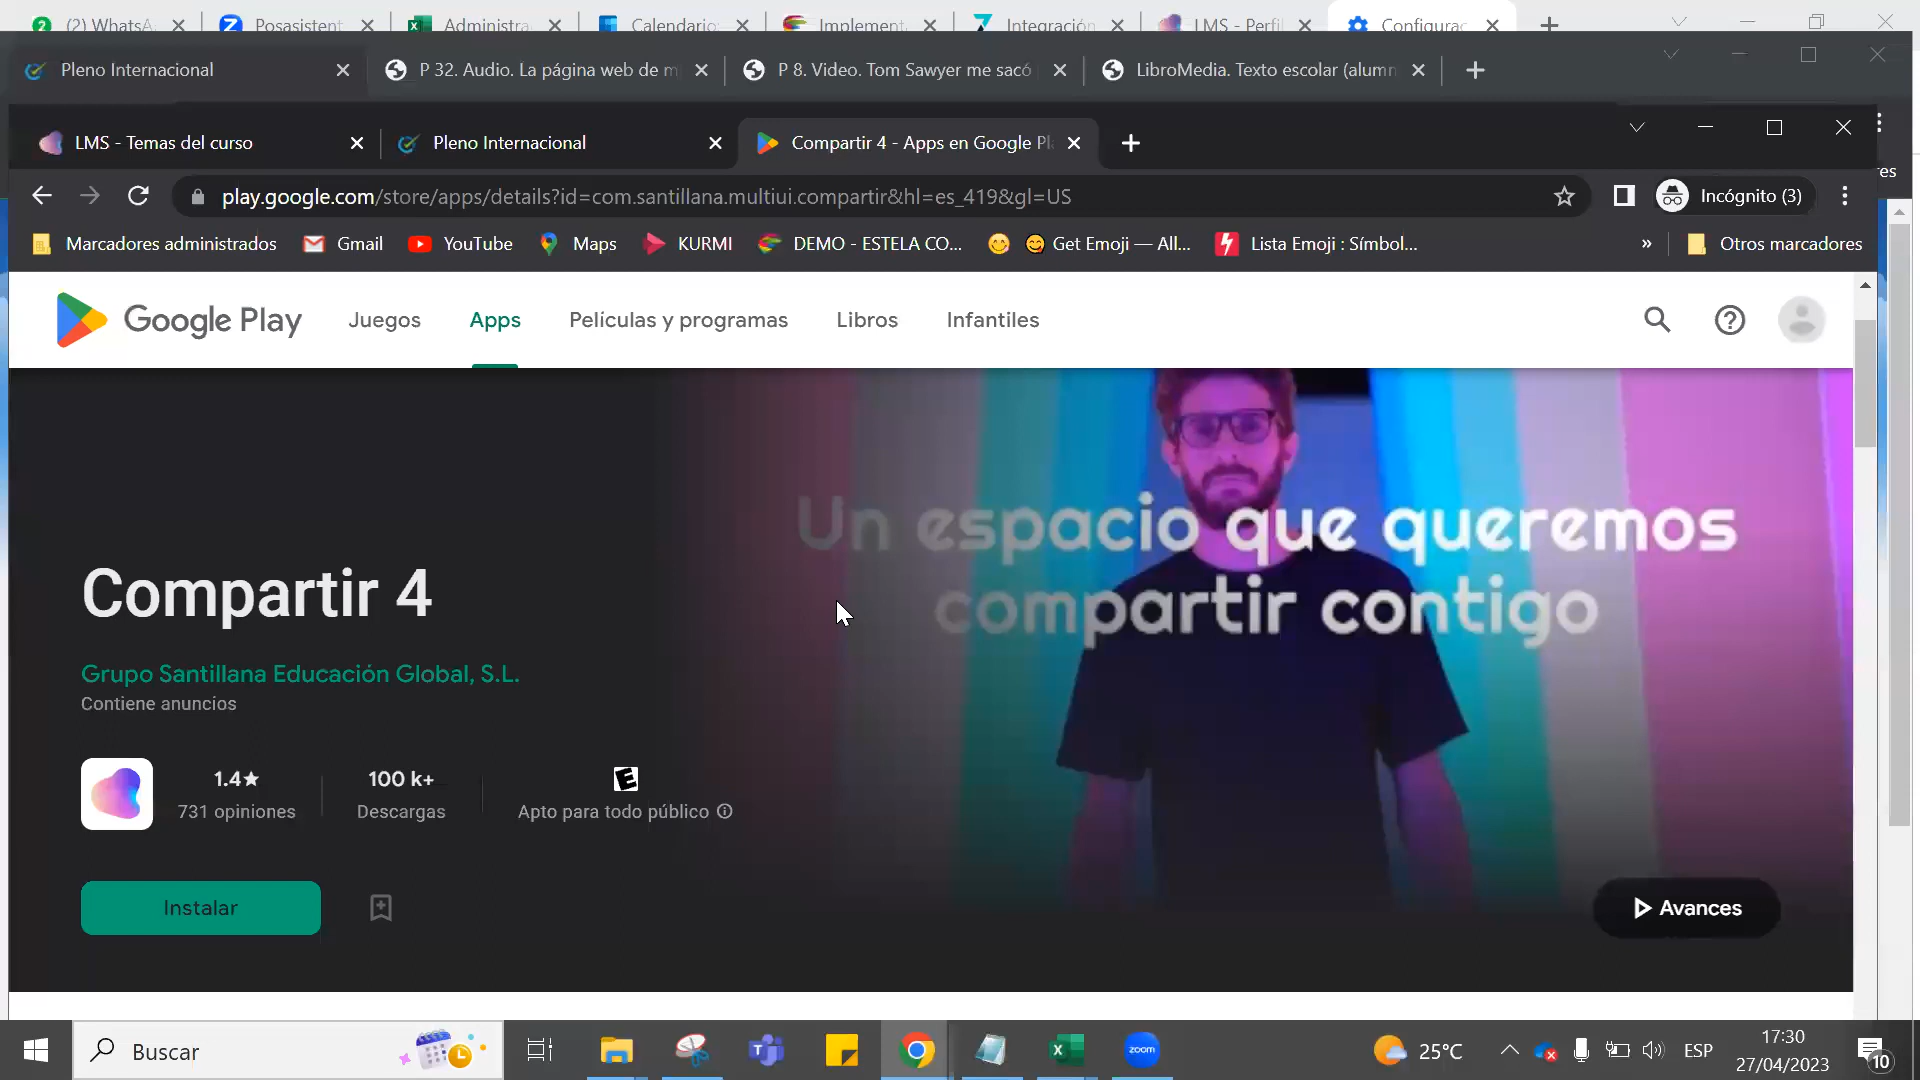 (2) WhatsA
Posasistent
Administra
Calendario
Implement
Integración
LMS - Perfil
Configurac
Pleno Internacional
P 32. Audio. La página web de m
P 8. Video. Tom Sawyer me sacó
LibroMedia. Texto escolar (alumn
LMS - Temas del curso
Pleno Internacional
Compartir 4 - Apps en Google Pl
play.google.com/store/apps/details?id=com.santillana.multiui.compartir&hl=es_419&gl=US
Incógnito (3)
es
Marcadores administrados
Gmail
YouTube
Maps
KURMI
DEMO - ESTELA CO...
Get Emoji — All...
Lista Emoji : Símbol...
»
Otros marcadores
Google Play
Juegos
Apps
Películas y programas
Libros
Infantiles
Un espacio que queremos
compartir contigo
Compartir 4
Grupo Santillana Educación Global, S.L.
Contiene anuncios
1.4★
731 opiniones
100 k+
Descargas
E
Apto para todo público
Instalar
Avances
Buscar
zoom
25°C
ESP
17:30
27/04/2023
10